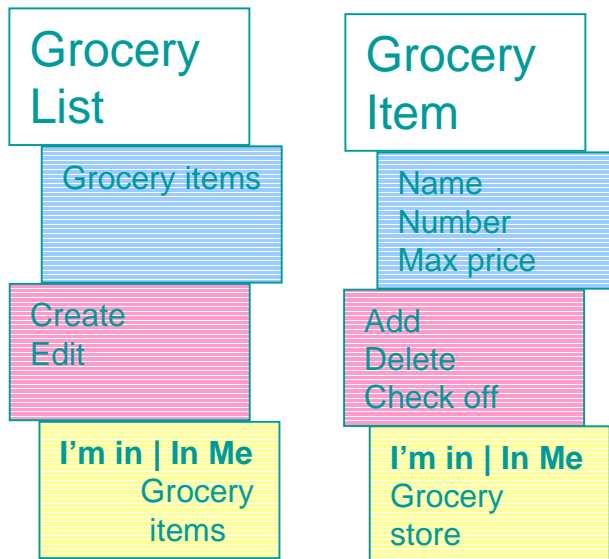 Grocery
List
Grocery items
Create
Edit
I'm in | In Me
Grocery
items
Grocery
Item
Name
Number
Max price
Add
Delete
Check off
I'm in | In Me
Grocery
store